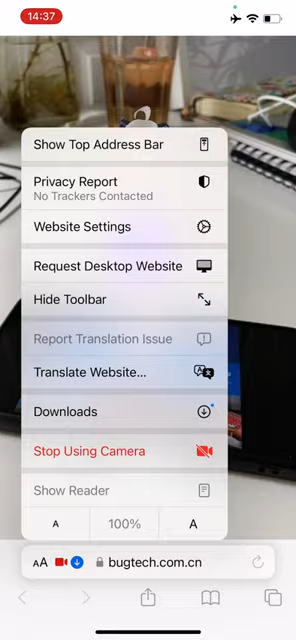 14:37
Show Top Address Bar
Privacy Report
No Trackers Contacted
Website Settings
Request Desktop Website
Hide Toolbar
Report Translation Issue
Translate Website...
Downloads
Stop Using Camera
Show Reader
A 100% A
AA bugtech.com.cn